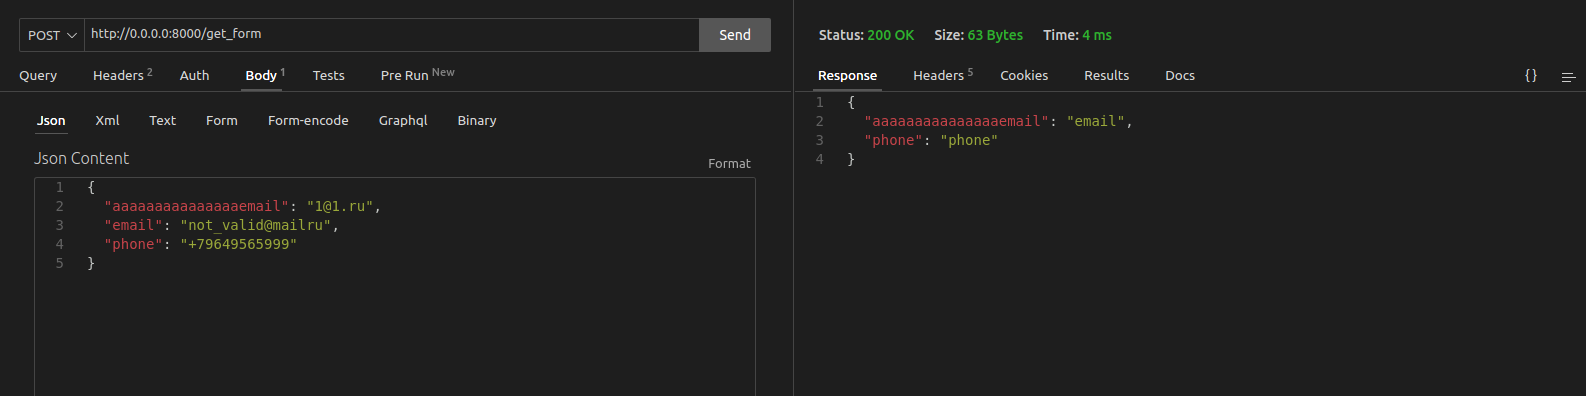 POST http://0.0.0.0:8000/get_form Send
Query Headers 2 Auth Body 1 Tests Pre Run New
Json Xml Text Form Form-encode Graphql Binary
Json Content Format
1 {
2 "aaaaaaaaaaaaaaaaemail": "1@1.ru",
3 "email": "not_valid@mailru",
4 "phone": "+79649565999"
5 }
Status: 200 OK Size: 63 Bytes Time: 4 ms
Response Headers 5 Cookies Results Docs {}
1 {
2 "aaaaaaaaaaaaaaaaemail": "email",
3 "phone": "phone"
4 }